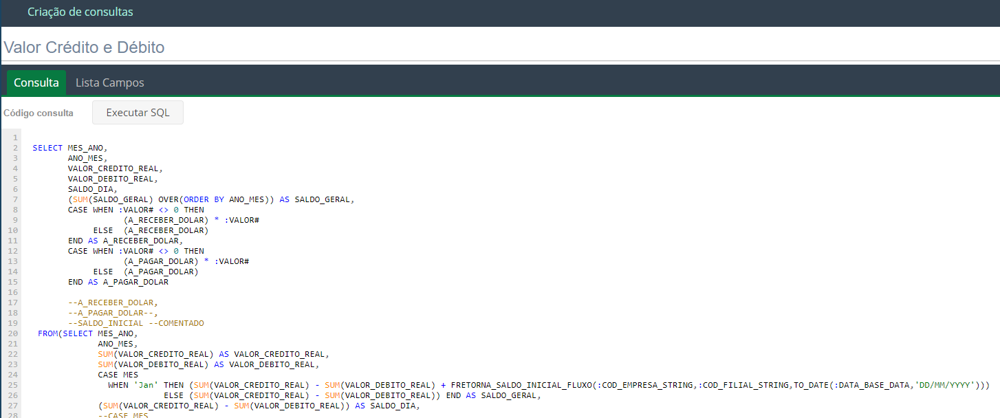 Criação de consultas
Valor Crédito e Débito
Consulta Lista Campos
Código consulta Executar SQL
1
2 SELECT MES_ANO,
3 ANO_MES,
4 VALOR_CREDITO_REAL,
5 VALOR_DEBITO_REAL,
6 SALDO_DIA,
7 (SUM(SALDO_GERAL) OVER(ORDER BY ANO_MES)) AS SALDO_GERAL,
8 CASE WHEN :VALOR# <> 0 THEN
9 (A_RECEBER_DOLAR) * :VALOR#
10 ELSE (A_RECEBER_DOLAR)
11 END AS A_RECEBER_DOLAR,
12 CASE WHEN :VALOR# <> 0 THEN
13 (A_PAGAR_DOLAR) * :VALOR#
14 ELSE (A_PAGAR_DOLAR)
15 END AS A_PAGAR_DOLAR
16
17 --A_RECEBER_DOLAR,
18 --A_PAGAR_DOLAR--,
19 --SALDO_INICIAL --COMENTADO
20 FROM(SELECT MES_ANO,
21 ANO_MES,
22 SUM(VALOR_CREDITO_REAL) AS VALOR_CREDITO_REAL,
23 SUM(VALOR_DEBITO_REAL) AS VALOR_DEBITO_REAL,
24 CASE MES
25 WHEN 'Jan' THEN (SUM(VALOR_CREDITO_REAL) - SUM(VALOR_DEBITO_REAL) + FRETORNA_SALDO_INICIAL_FLUXO(:COD_EMPRESA_STRING,:COD_FILIAL_STRING,TO_DATE(:DATA_BASE_DATA,'DD/MM/YYYY')))
26 ELSE (SUM(VALOR_CREDITO_REAL) - SUM(VALOR_DEBITO_REAL)) END AS SALDO_GERAL,
27 (SUM(VALOR_CREDITO_REAL) - SUM(VALOR_DEBITO_REAL)) AS SALDO_DIA,
28 --CASE MES